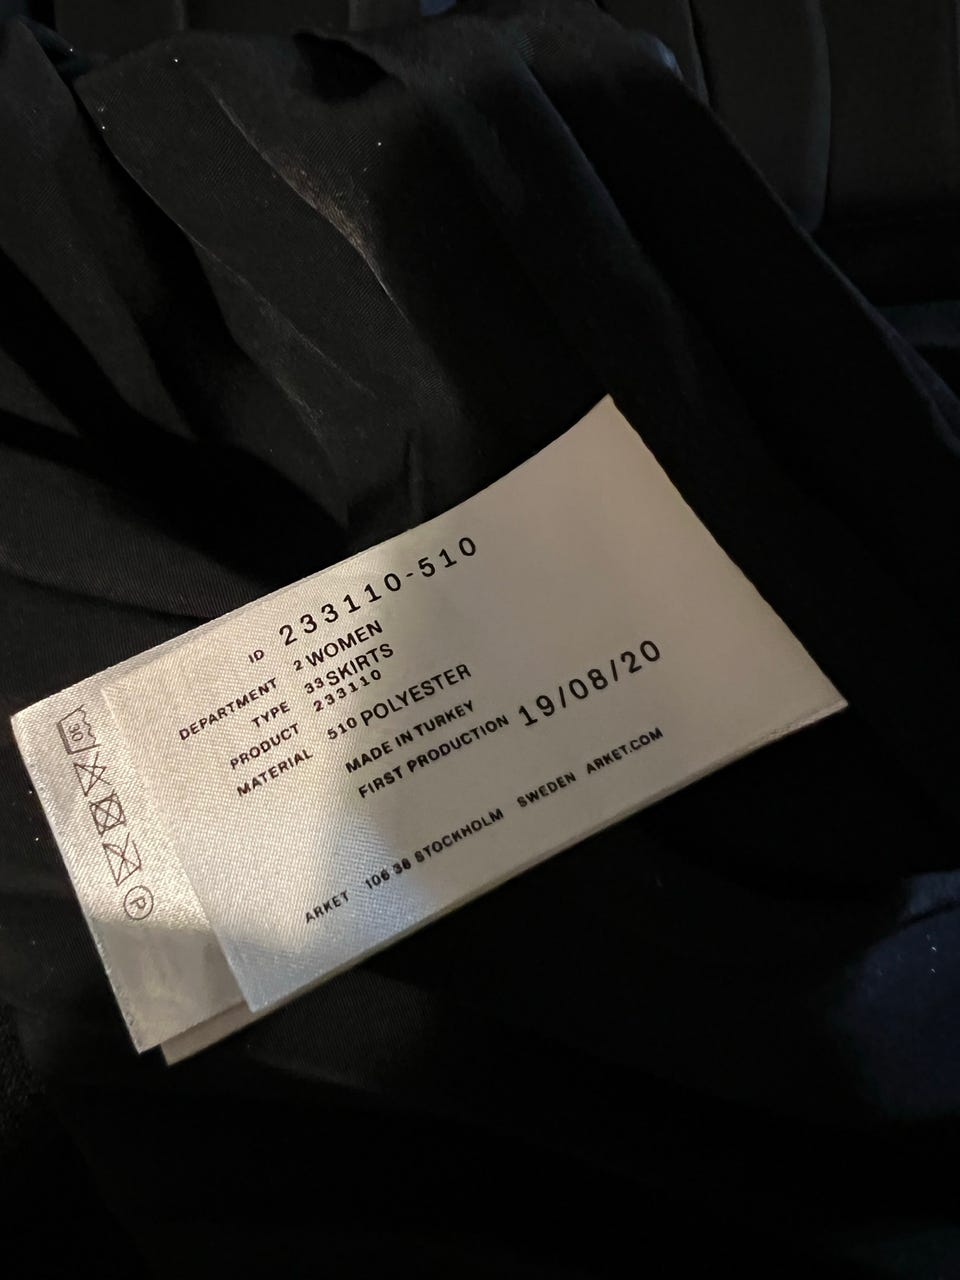 ID 233110-510
DEPARTMENT 2 WOMEN
TYPE 33 SKIRTS
PRODUCT 233110
MATERIAL 510 POLYESTER
MADE IN TURKEY
FIRST PRODUCTION 19/08/20
ARKET 106 38 STOCKHOLM SWEDEN ARKET.COM
30
P